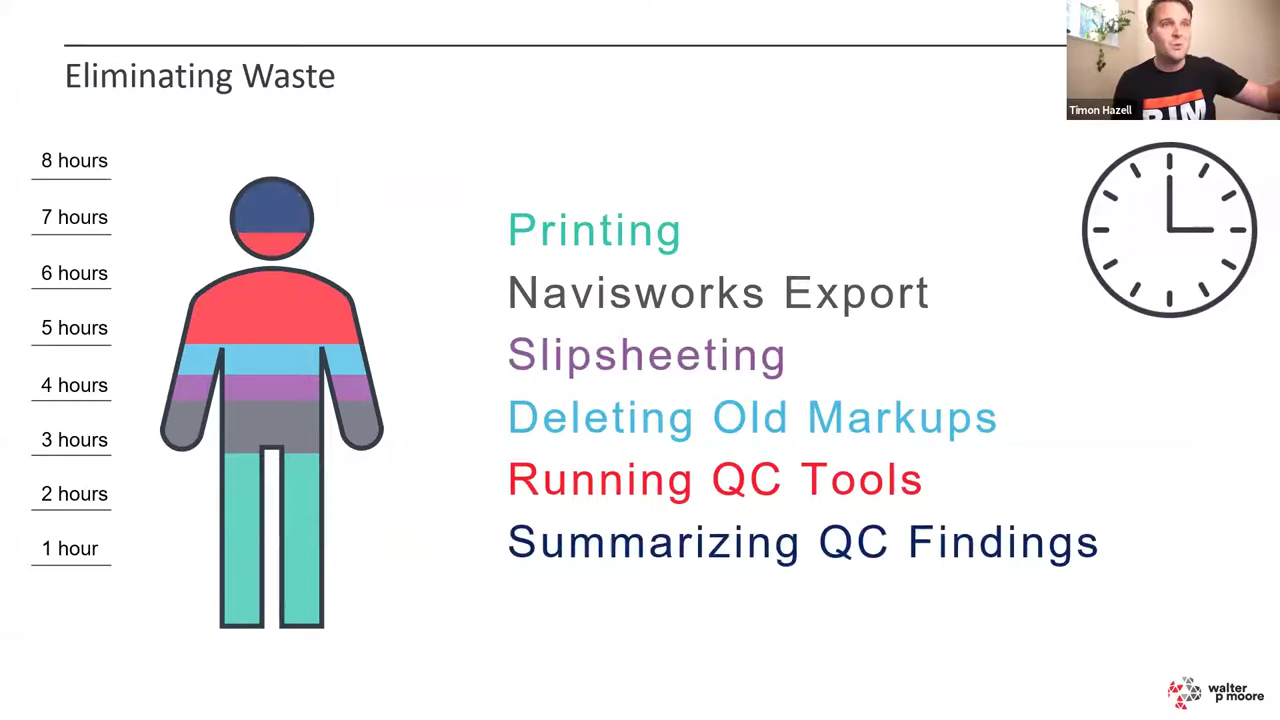 Eliminating Waste
Timon Hazell
BIM
8 hours
7 hours
6 hours
5 hours
4 hours
3 hours
2 hours
1 hour
Printing
Navisworks Export
Slipsheeting
Deleting Old Markups
Running QC Tools
Summarizing QC Findings
walter
p moore